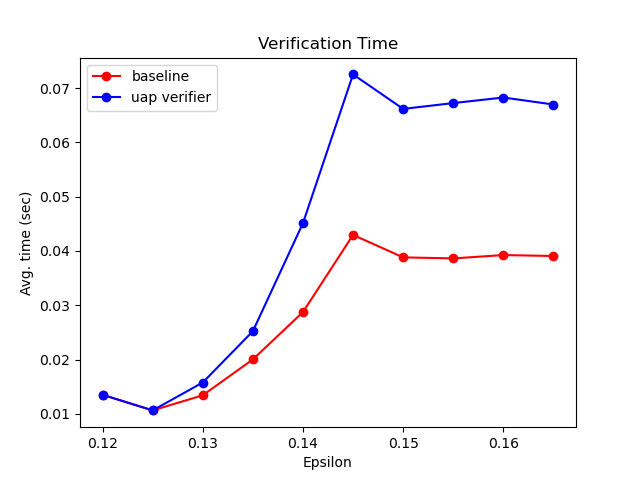 Verification Time
baseline
uap verifier
0.07
0.06
0.05
0.04
0.03
0.02
0.01
Avg. time (sec)
0.12 0.13 0.14 0.15 0.16
Epsilon